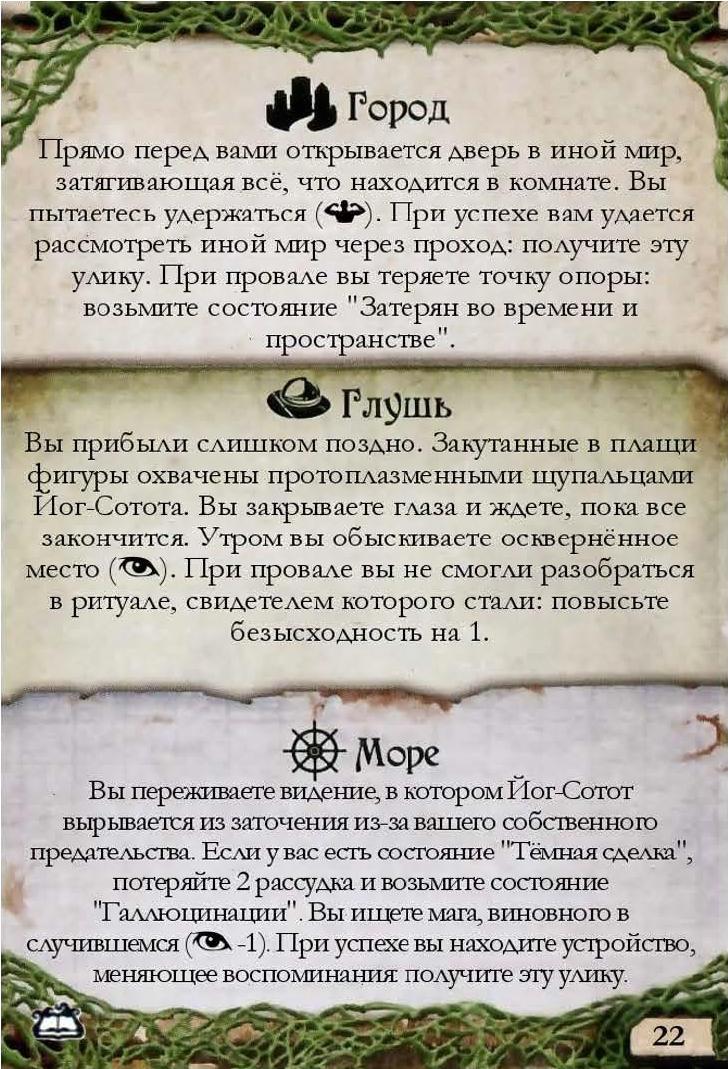 Город
Прямо перед вами открывается дверь в иной мир,
затягивающая всё, что находится в комнате. Вы
пытаетесь удержаться ( ). При успехе вам удается
рассмотреть иной мир через проход: получите эту
улику. При провале вы теряете точку опоры:
возьмите состояние "Затерян во времени и
пространстве".
Глушь
Вы прибыли слишком поздно. Закутанные в плащи
фигуры охвачены протоплазменными щупальцами
Йог-Сотота. Вы закрываете глаза и ждете, пока все
закончится. Утром вы обыскиваете осквернённое
место ( ). При провале вы не смогли разобраться
в ритуале, свидетелем которого стали: повысьте
безысходность на 1.
Море
Вы переживаете видение, в котором Йог-Сотот
вырывается из заточения из-за вашего собственного
предательства. Если у вас есть состояние "Тёмная сделка",
потеряйте 2 рассудка и возьмите состояние
"Галлюцинации". Вы ищете мага, виновного в
случившемся ( -1). При успехе вы находите устройство,
меняющее воспоминания: получите эту улику.
22